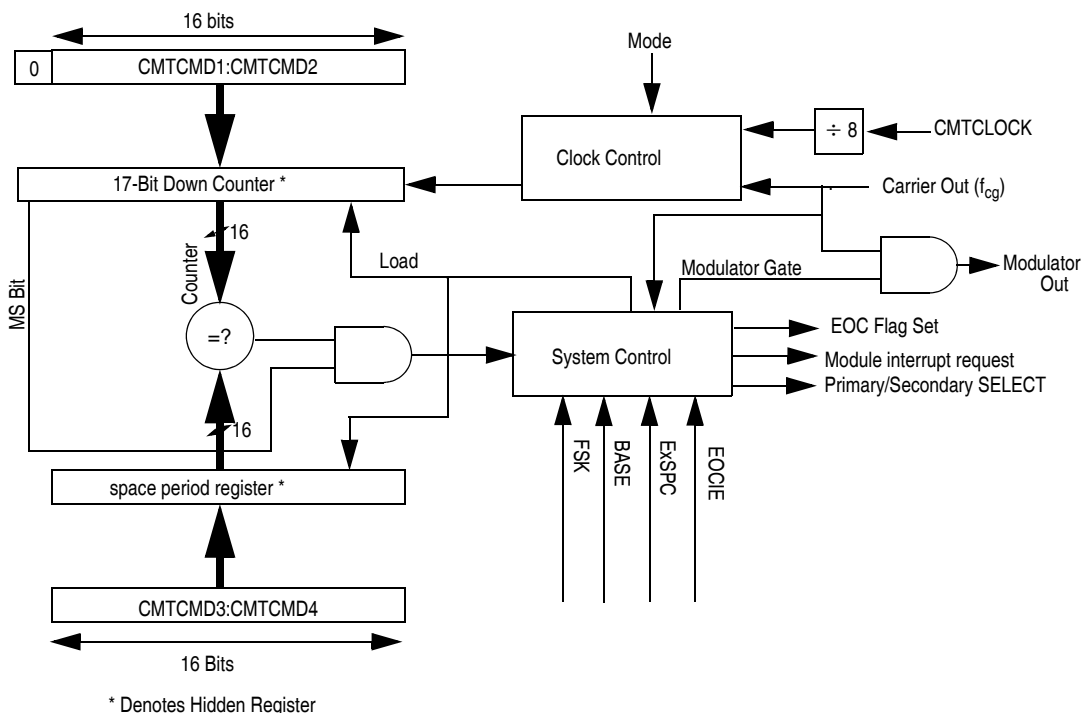 16 bits
0
CMTCMD1:CMTCMD2
Mode
÷ 8
CMTCLOCK
Clock Control
17-Bit Down Counter *
Carrier Out (fcg)
16
Counter
MS Bit
Load
Modulator Gate
Modulator
Out
=?
System Control
EOC Flag Set
Module interrupt request
Primary/Secondary SELECT
16
FSK
BASE
ExSPC
EOCIE
space period register *
CMTCMD3:CMTCMD4
16 Bits
* Denotes Hidden Register